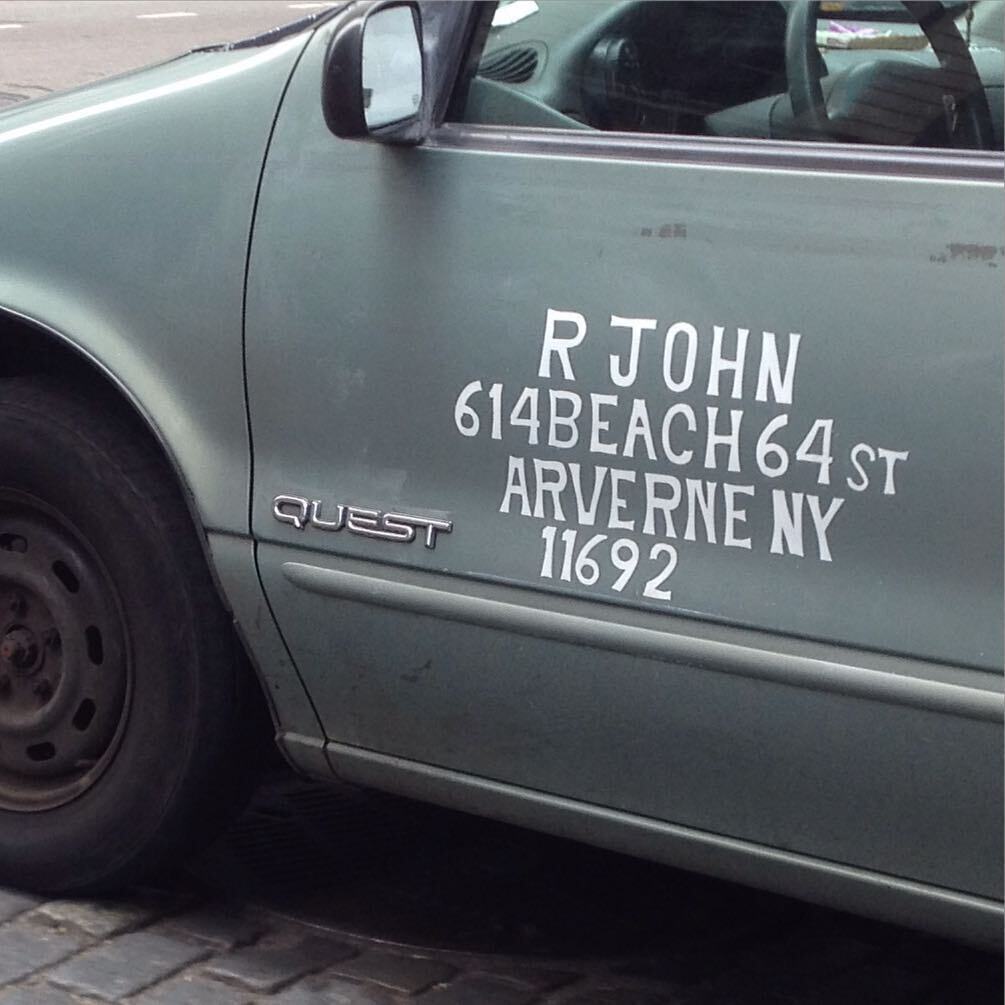 R JOHN
614 BEACH 64 ST
ARVERNE NY
11692
QUEST